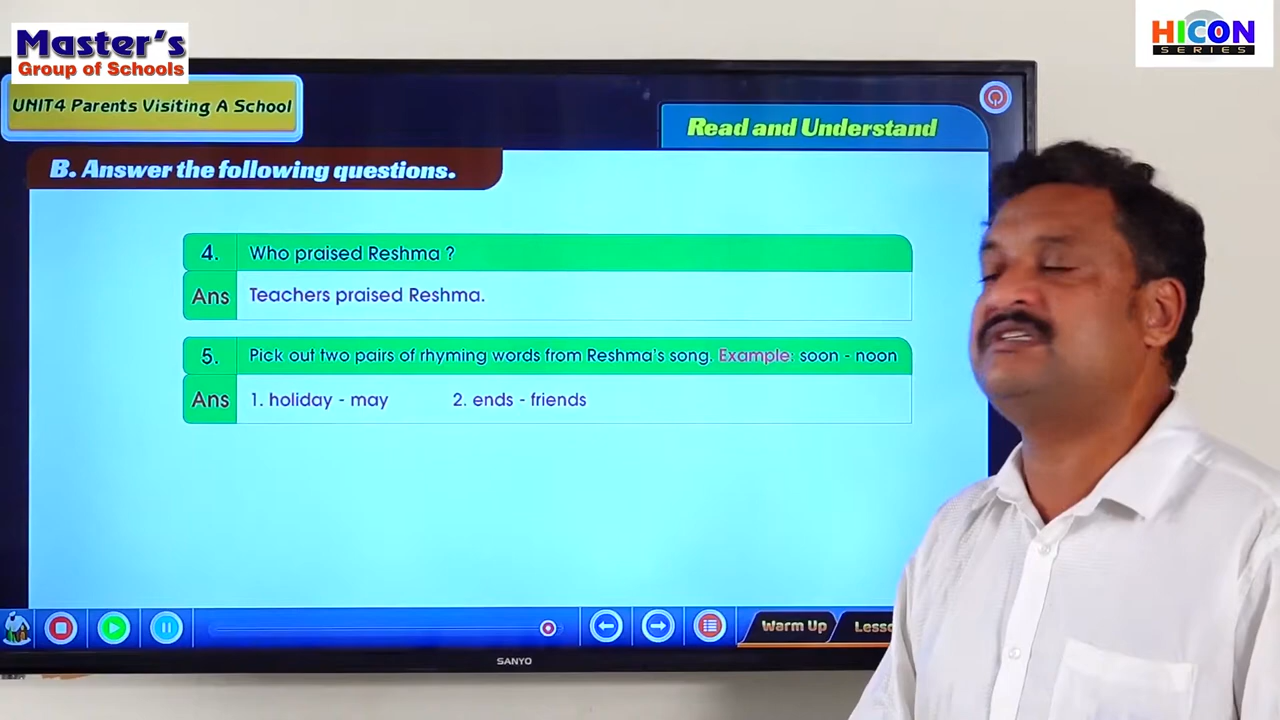 Master's
Group of Schools
HICON
SERIES
UNIT4 Parents Visiting A School
Read and Understand
B. Answer the following questions.
4. Who praised Reshma ?
Ans Teachers praised Reshma.
5. Pick out two pairs of rhyming words from Reshma's song. Example: soon - noon
Ans 1. holiday - may 2. ends - friends
Warm Up
SANYO